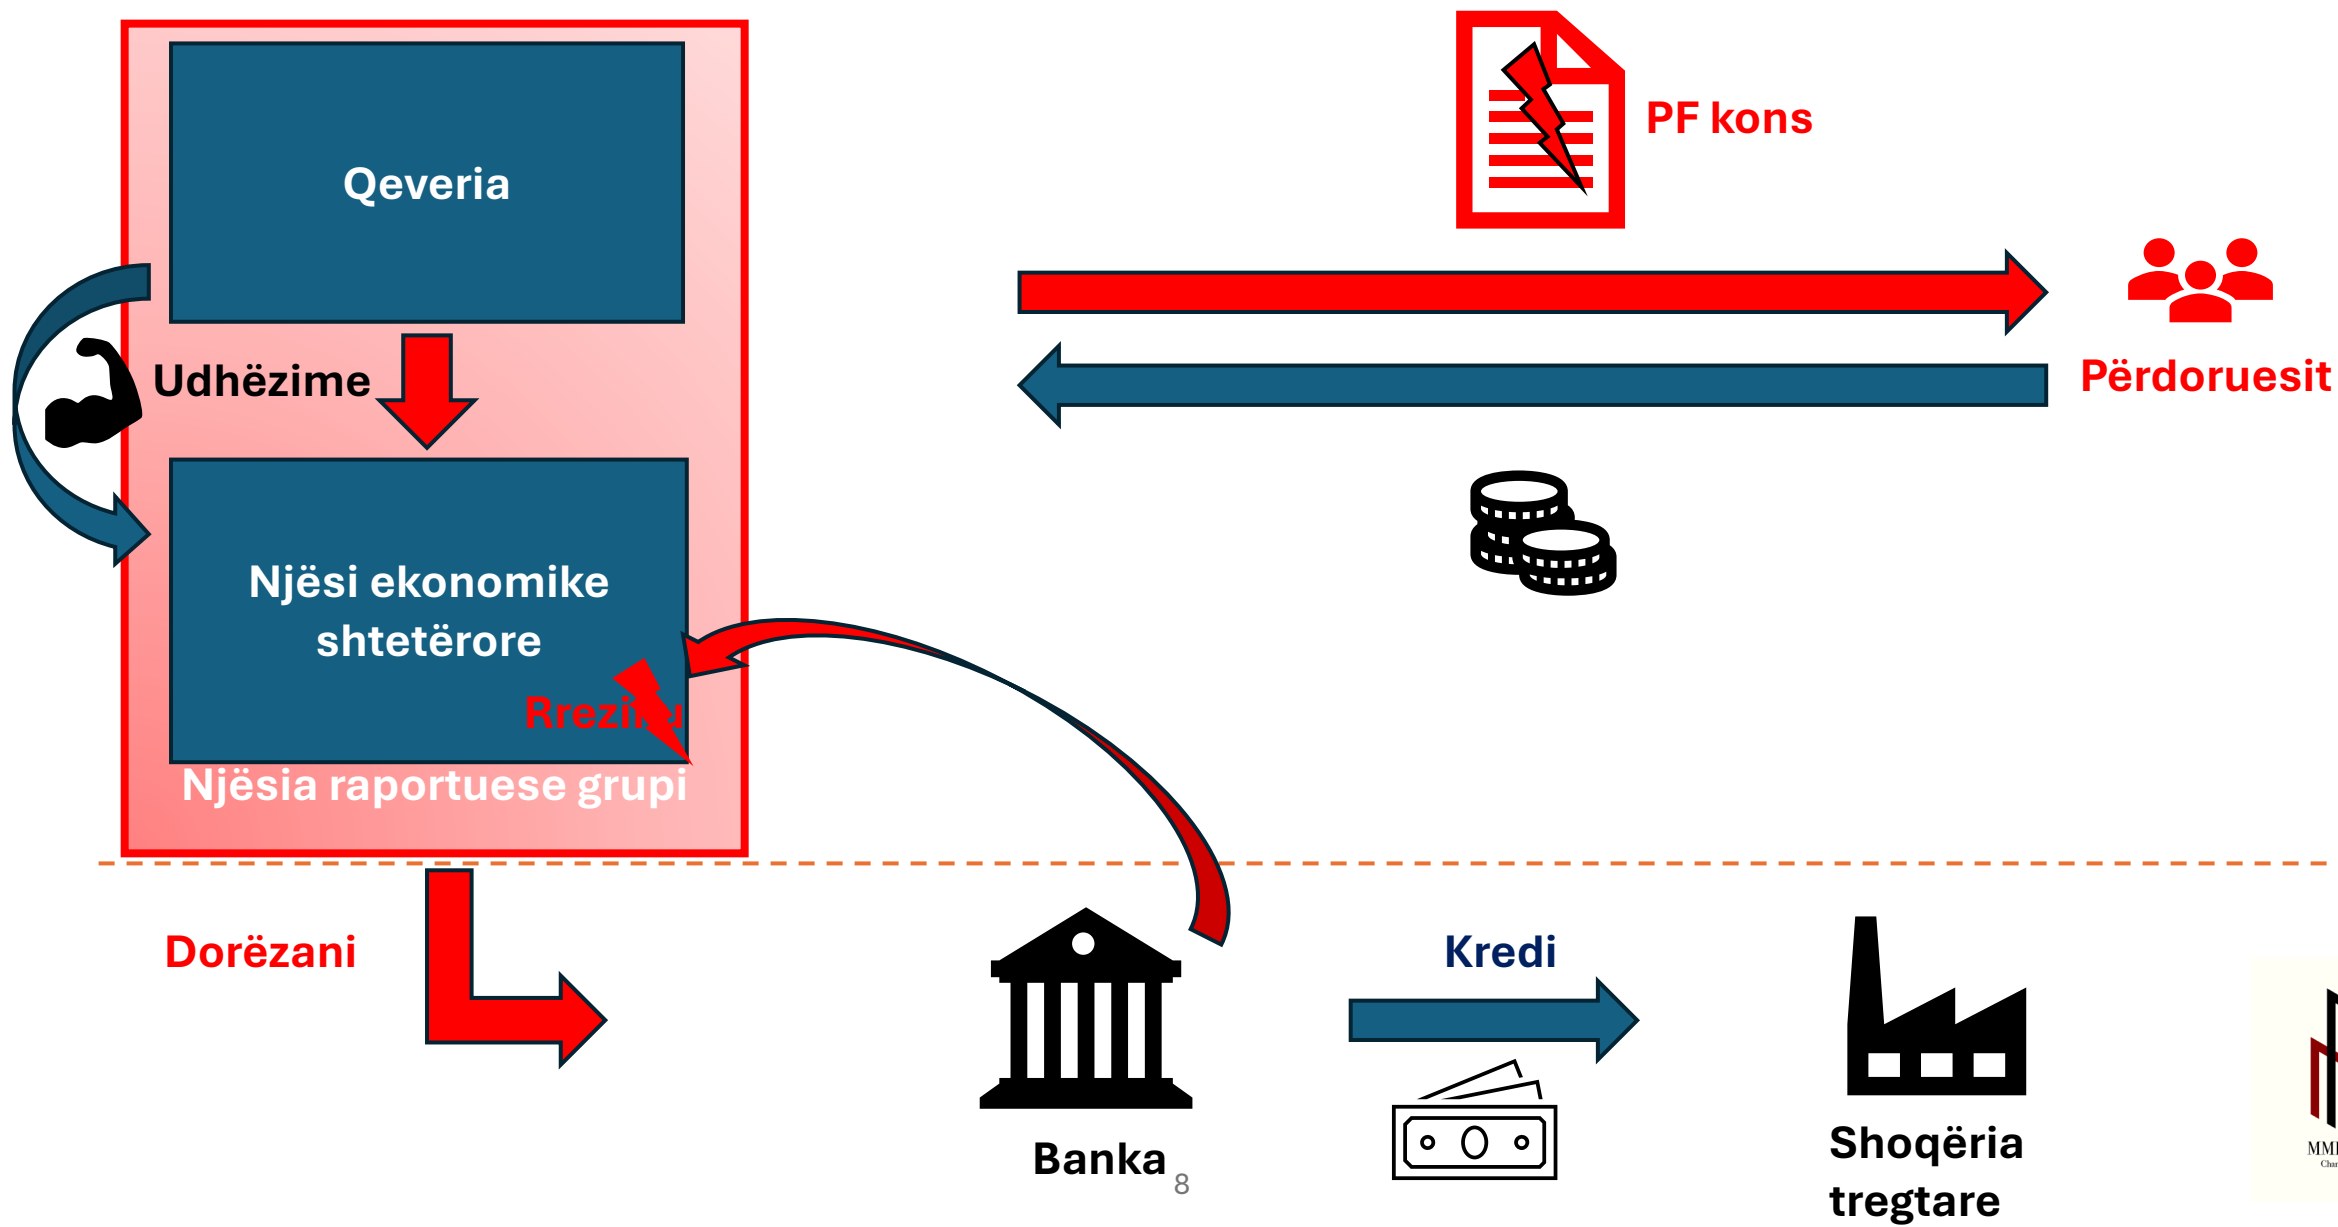 Qeveria
PF kons
Udhëzime
Përdoruesit
Njësi ekonomike
shtetërore
Njësia raportuese grupi
Dorëzani
Kredi
Banka
8
Shoqëria
tregtare